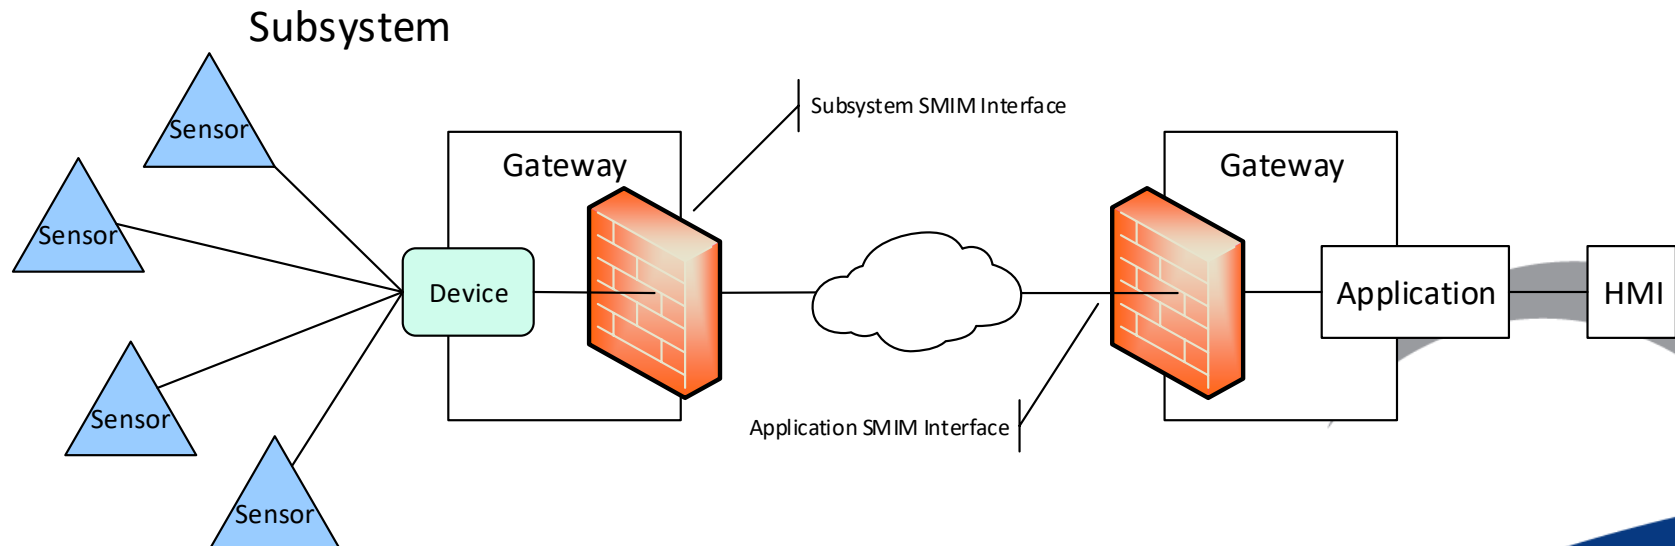 Subsystem
Sensor
Sensor
Sensor
Sensor
Device
Gateway
Subsystem SMIM Interface
Application SMIM Interface
Gateway
Application
HMI